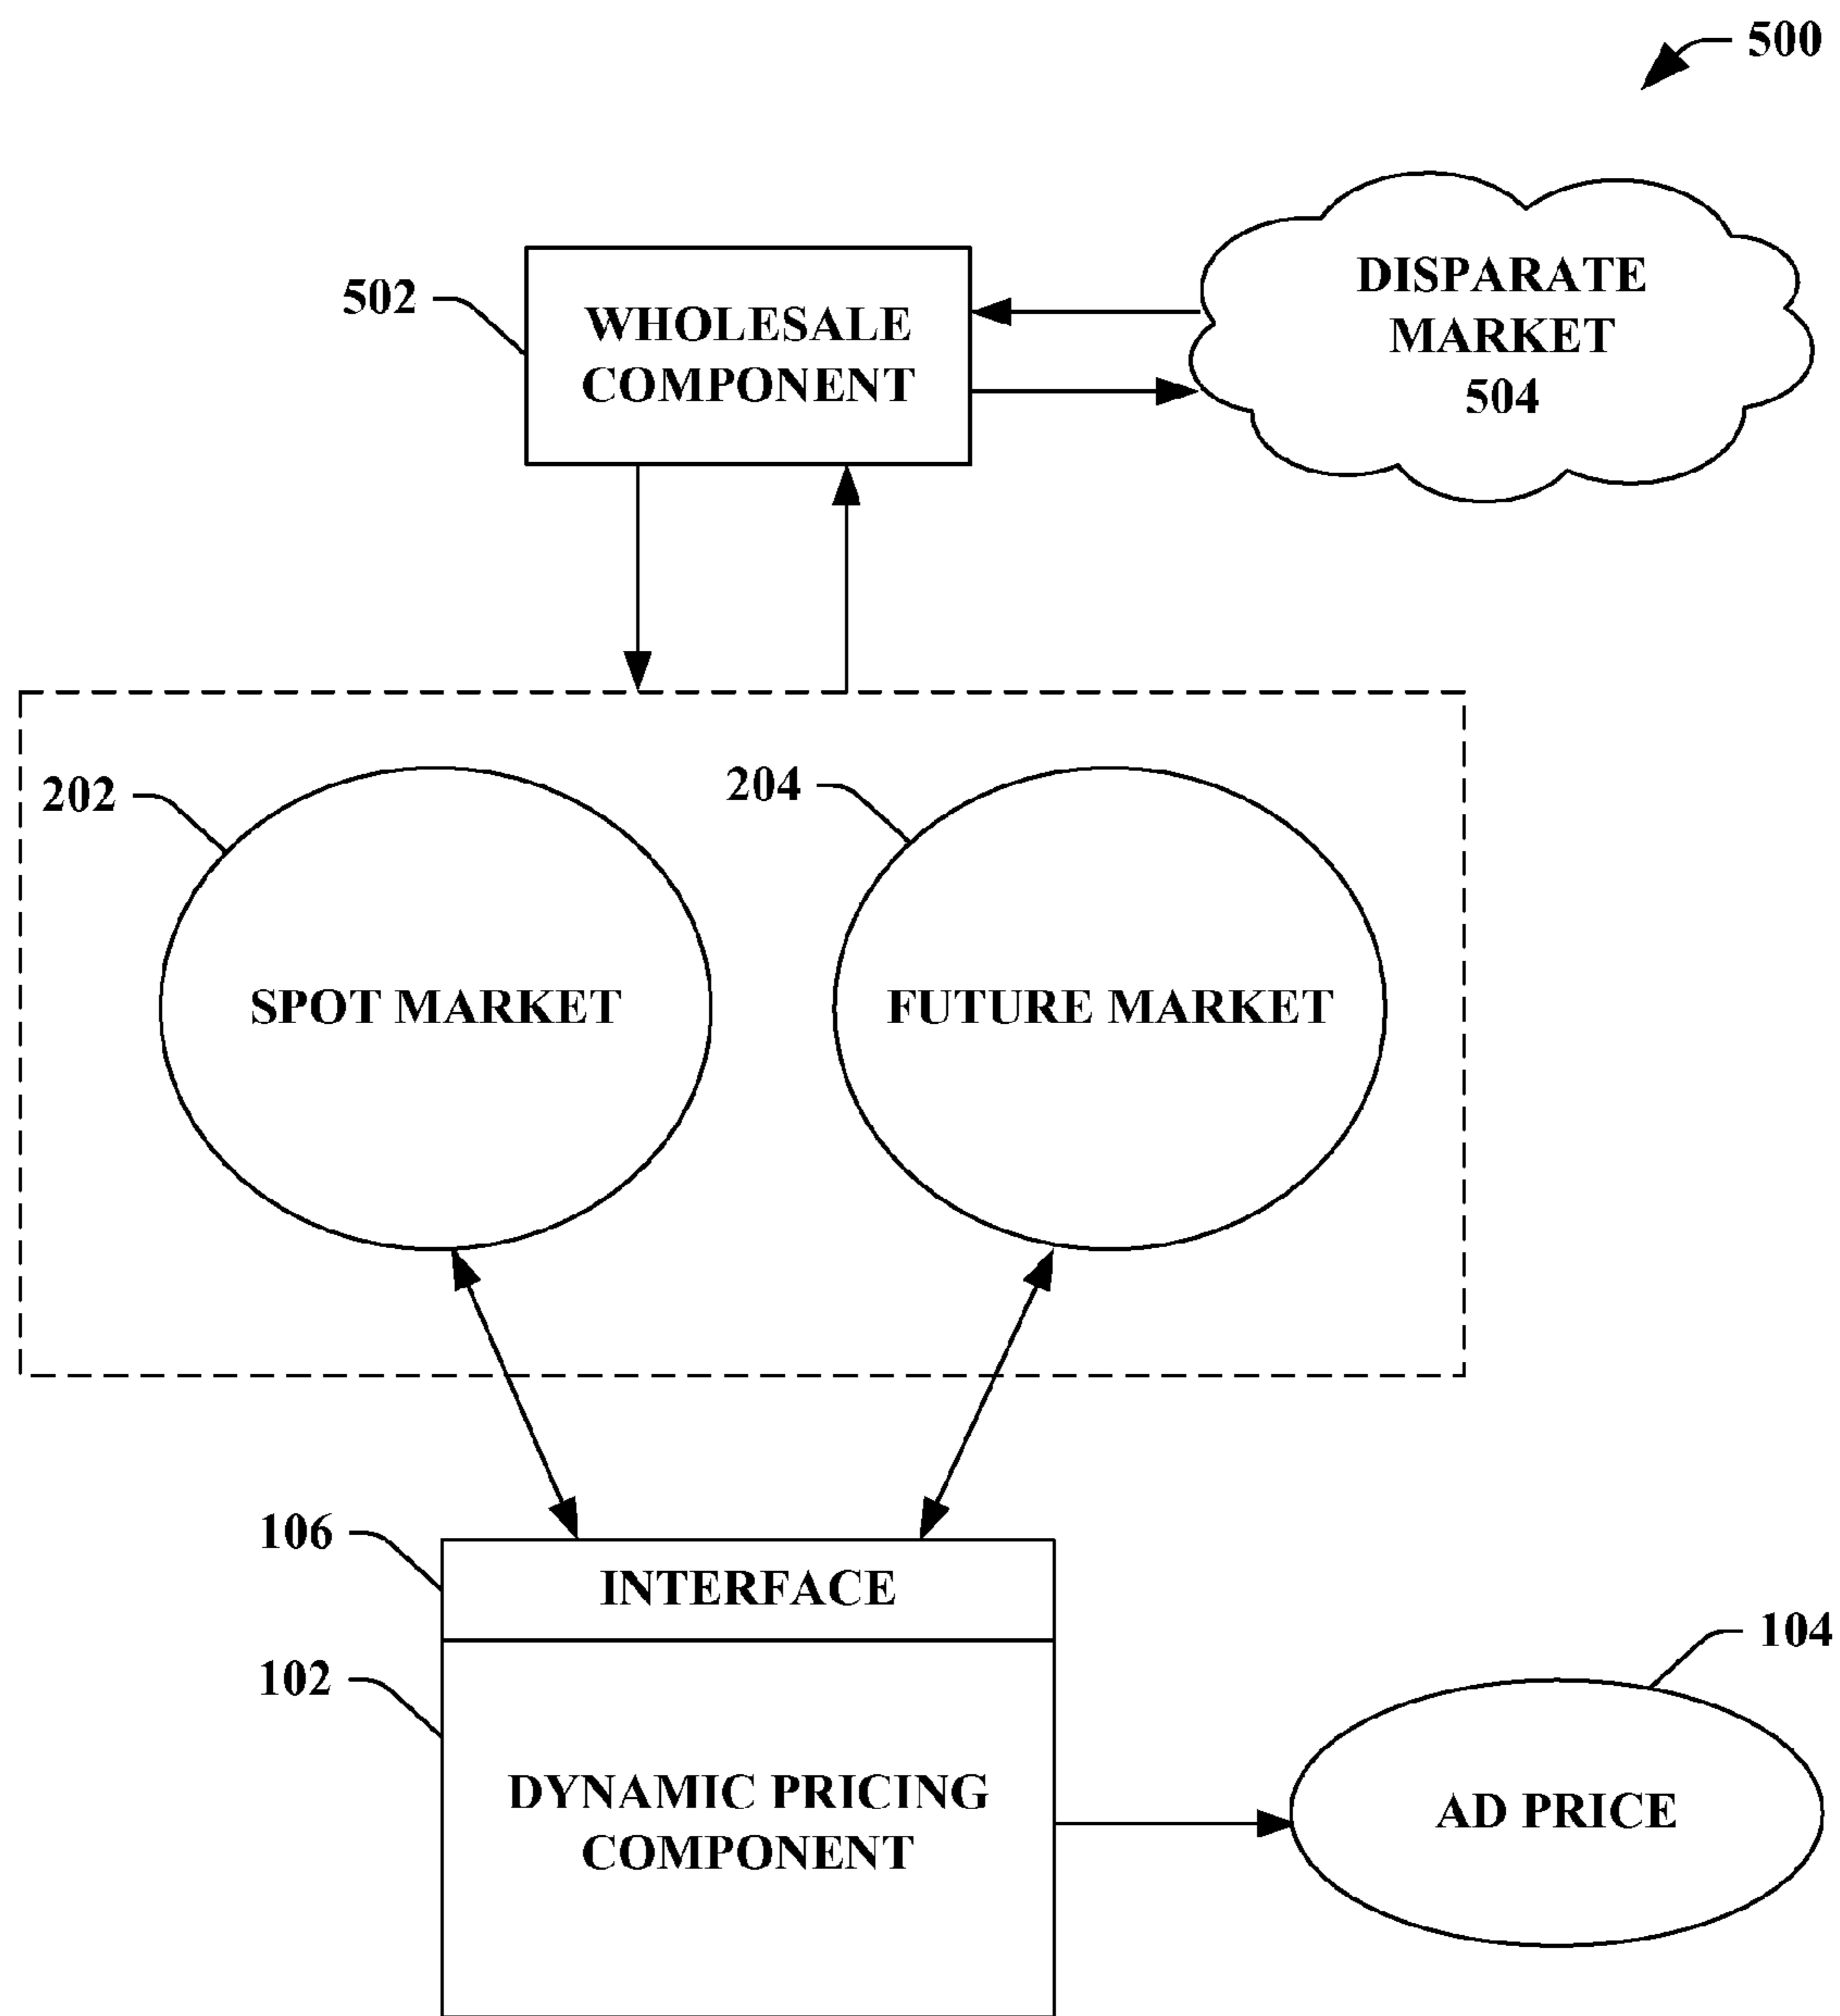 500
DISPARATE
MARKET
504
502
WHOLESALE
COMPONENT
202
204
SPOT MARKET
FUTURE MARKET
106
INTERFACE
104
102
DYNAMIC PRICING
COMPONENT
AD PRICE